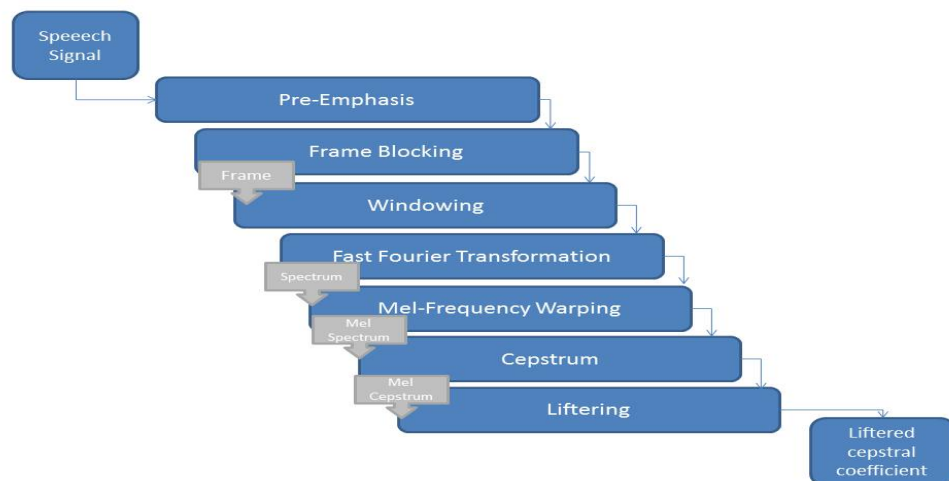 Speeech
Signal
Pre-Emphasis
Frame Blocking
Frame
Windowing
Fast Fourier Transformation
Spectrum
Mel-Frequency Warping
Mel
Spectrum
Cepstrum
Mel
Cepstrum
Liftering
Liftered
cepstral
coefficient